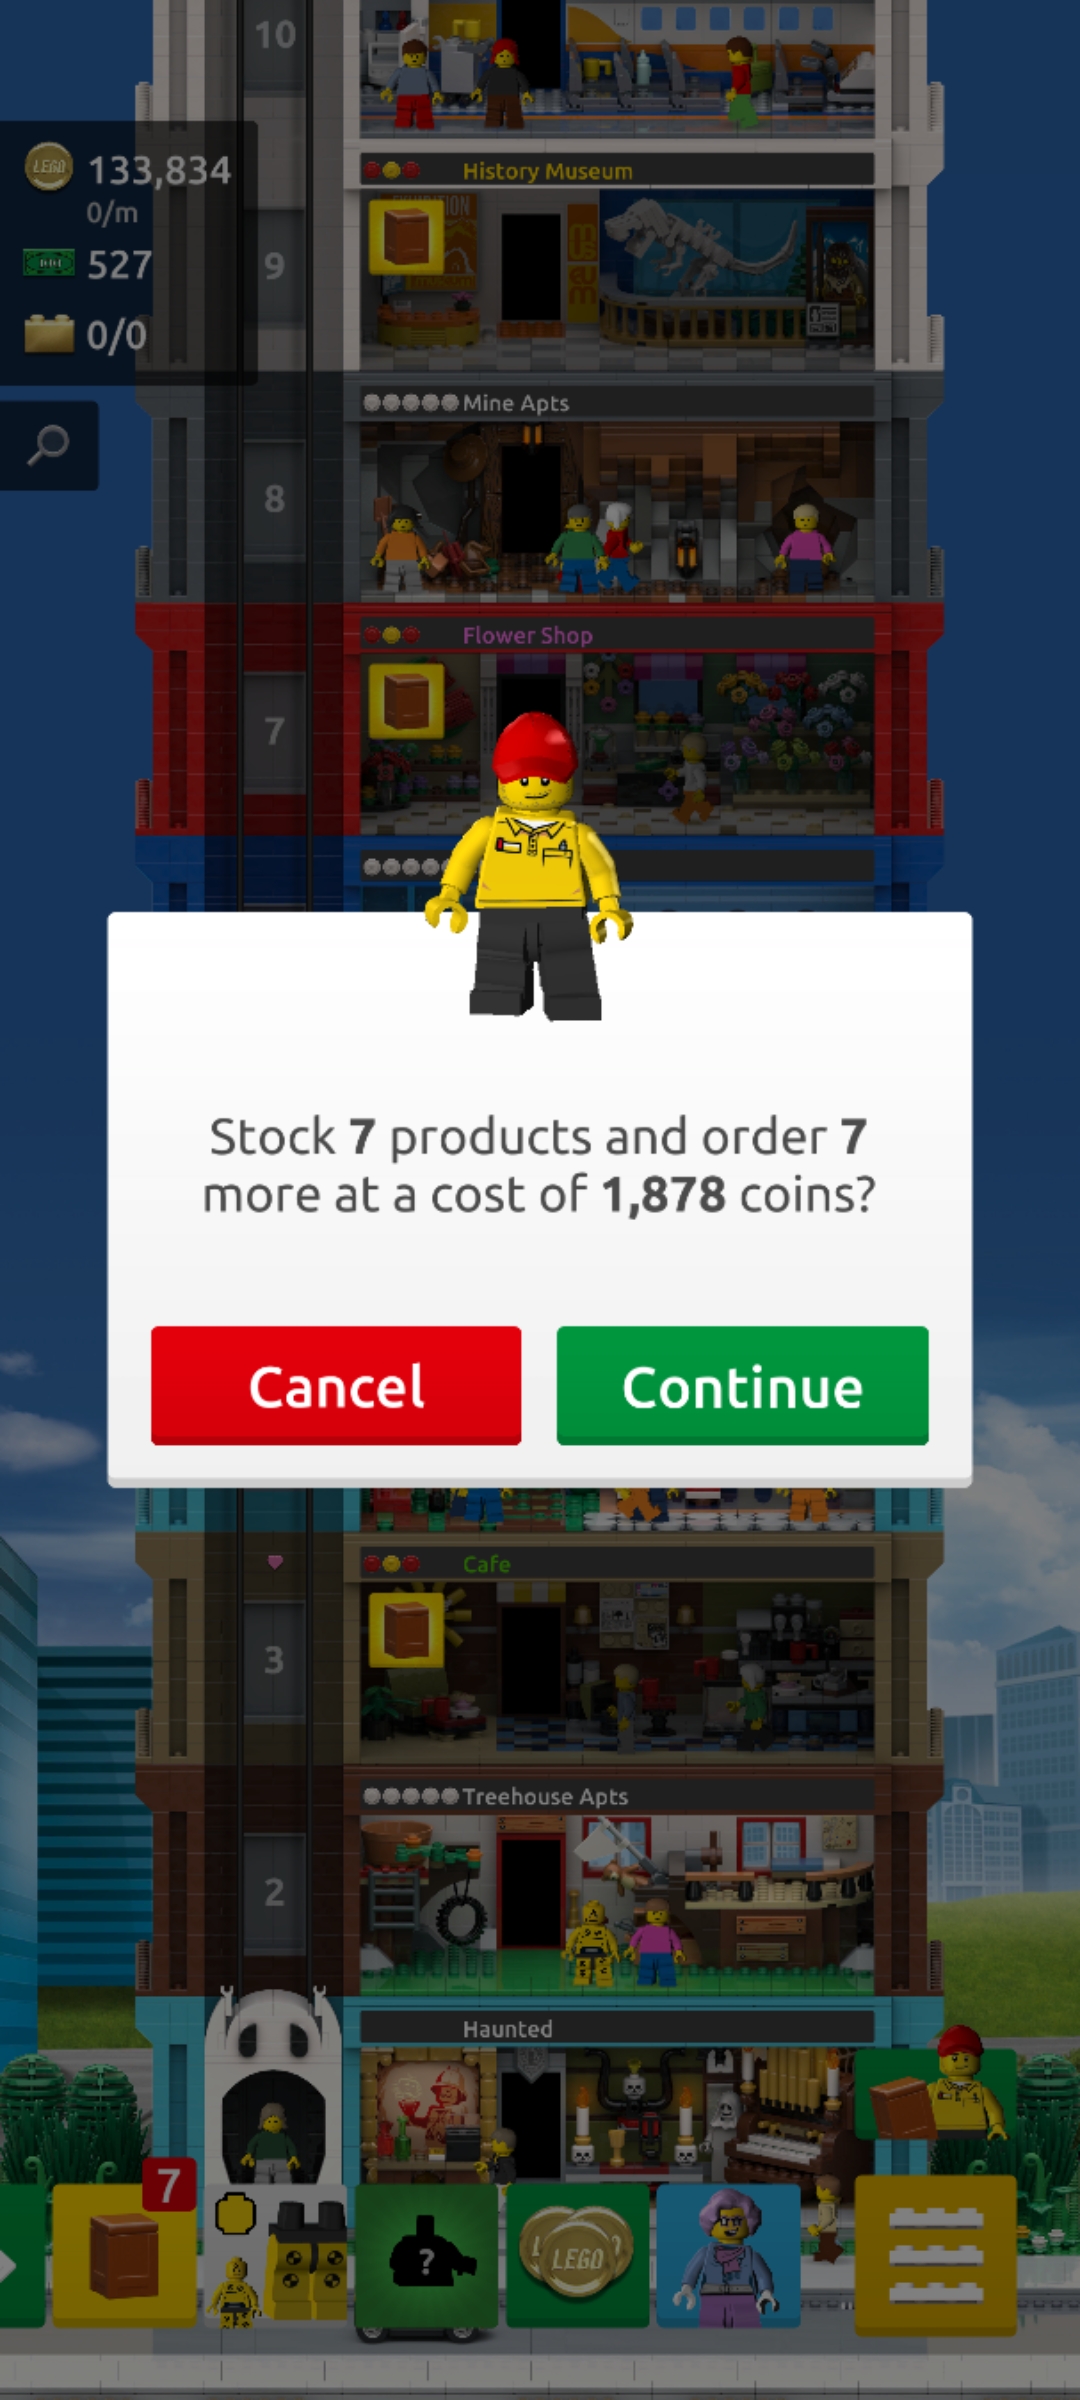 10
LEGO 133,834
0/m
527
0/0
History Museum
9
Mine Apts
8
Flower Shop
7
Stock 7 products and order 7
more at a cost of 1,878 coins?
Cancel
Continue
Cafe
3
Treehouse Apts
2
Haunted
7
?
LEGO